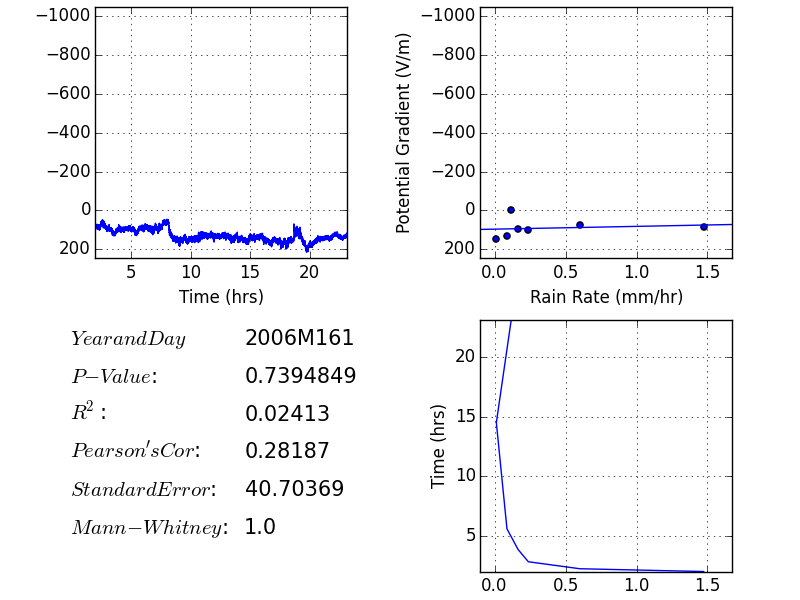 −1000
−800
−600
−400
−200
0
200
5 10 15 20
Time (hrs)
Potential Gradient (V/m)
−1000
−800
−600
−400
−200
0
200
0.0 0.5 1.0 1.5
Rain Rate (mm/hr)
YearandDay 2006M161
P−Value: 0.7394849
R²: 0.02413
Pearson′sCor: 0.28187
StandardError: 40.70369
Mann−Whitney: 1.0
Time (hrs)
20
15
10
5
0.0 0.5 1.0 1.5